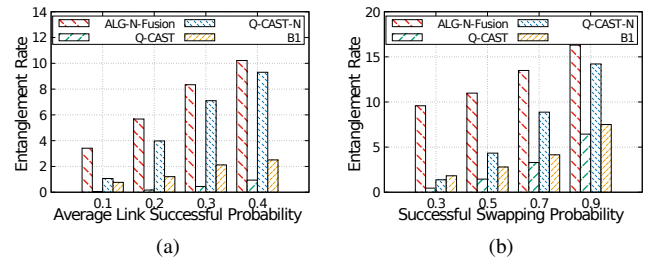 14
12
10
8
6
4
2
0
Entanglement Rate
ALG-N-Fusion
Q-CAST
Q-CAST-N
B1
0.1 0.2 0.3 0.4
Average Link Successful Probability
(a)
20
15
10
5
0
Entanglement Rate
ALG-N-Fusion
Q-CAST
Q-CAST-N
B1
0.3 0.5 0.7 0.9
Successful Swapping Probability
(b)